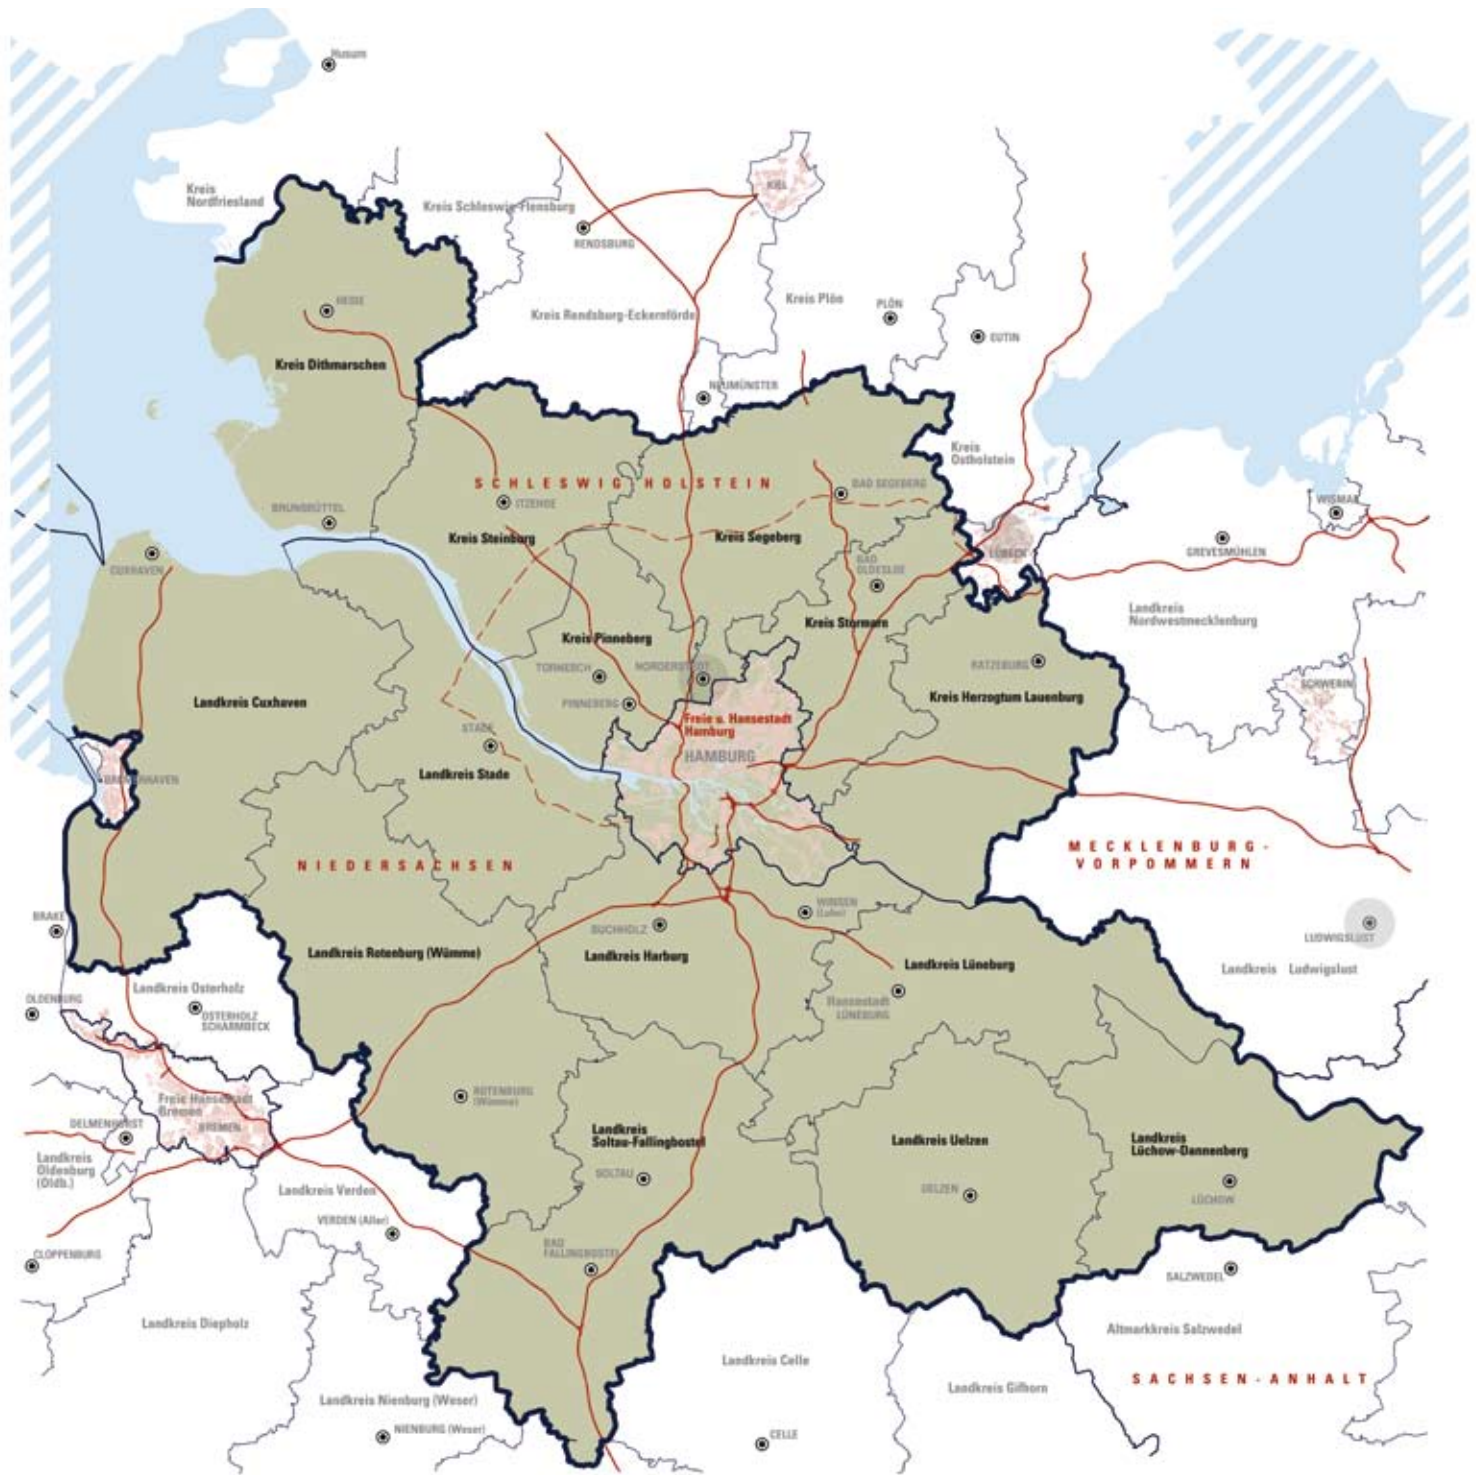 Husum
Kreis
Nordfriesland
Kreis Schleswig-Flensburg
KIEL
RENDSBURG
Kreis Rendsburg-Eckernförde
Kreis Plön
PLÖN
EUTIN
HEIDE
Kreis Dithmarschen
NEUMÜNSTER
Kreis
Ostholstein
SCHLESWIG HOLSTEIN
BAD SEGEBERG
ITZEHOE
BRUNSBÜTTEL
WISMAR
Kreis Steinburg
Kreis Segeberg
LÜBECK
GREVESMÜHLEN
CUXHAVEN
BAD
OLDESLOE
Landkreis
Nordwestmecklenburg
Kreis Stormarn
Kreis Pinneberg
TORNESCH
NORDERSTEDT
RATZEBURG
SCHWERIN
Landkreis Cuxhaven
PINNEBERG
Kreis Herzogtum Lauenburg
Freie u. Hansestadt
Hamburg
STADE
HAMBURG
Landkreis Stade
BREMERHAVEN
MECKLENBURG-
VORPOMMERN
NIEDERSACHSEN
BRAKE
WINSEN
(Luhe)
BUCHHOLZ
LUDWIGSLUST
Landkreis Rotenburg (Wümme)
Landkreis Harburg
Landkreis Lüneburg
Landkreis Ludwigslust
Landkreis Osterholz
OLDENBURG
OSTERHOLZ
SCHARMBECK
Hansestadt
LÜNEBURG
Freie Hansestadt
Bremen
BREMEN
DELMENHORST
ROTENBURG
(Wümme)
Landkreis
Soltau-Fallingbostel
Landkreis Uelzen
Landkreis
Lüchow-Dannenberg
Landkreis
Oldenburg
(Oldb.)
SOLTAU
UELZEN
LÜCHOW
Landkreis Verden
VERDEN (Aller)
BAD
FALLINGBOSTEL
CLOPPENBURG
SALZWEDEL
Landkreis Diepholz
Altmarkkreis Salzwedel
Landkreis Celle
SACHSEN-ANHALT
Landkreis Gifhorn
Landkreis Nienburg (Weser)
NIENBURG (Weser)
CELLE